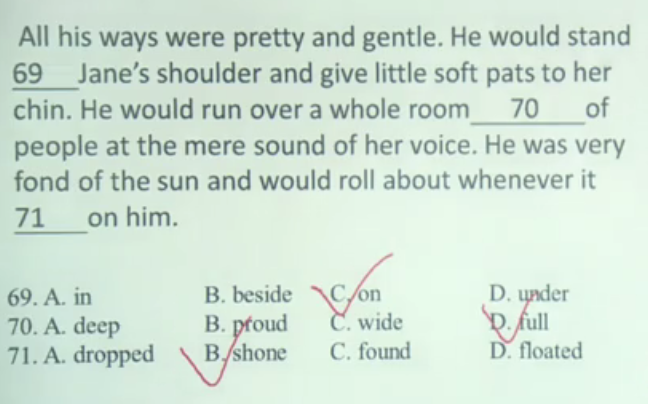 All his ways were pretty and gentle. He would stand
69 Jane's shoulder and give little soft pats to her
chin. He would run over a whole room 70 of
people at the mere sound of her voice. He was very
fond of the sun and would roll about whenever it
71 on him.
69. A. in B. beside C. on D. under
70. A. deep B. proud C. wide D. full
71. A. dropped B. shone C. found D. floated